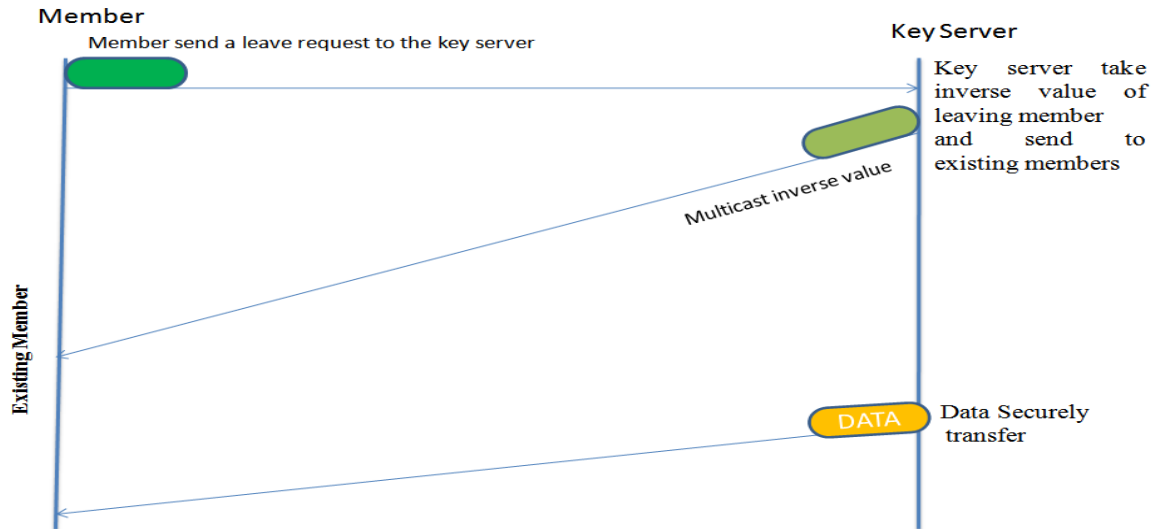 Member
Member send a leave request to the key server
Key Server
Key server take
inverse value of
leaving member
and send to
existing members
Multicast inverse value
Existing Member
DATA
Data Securely
transfer